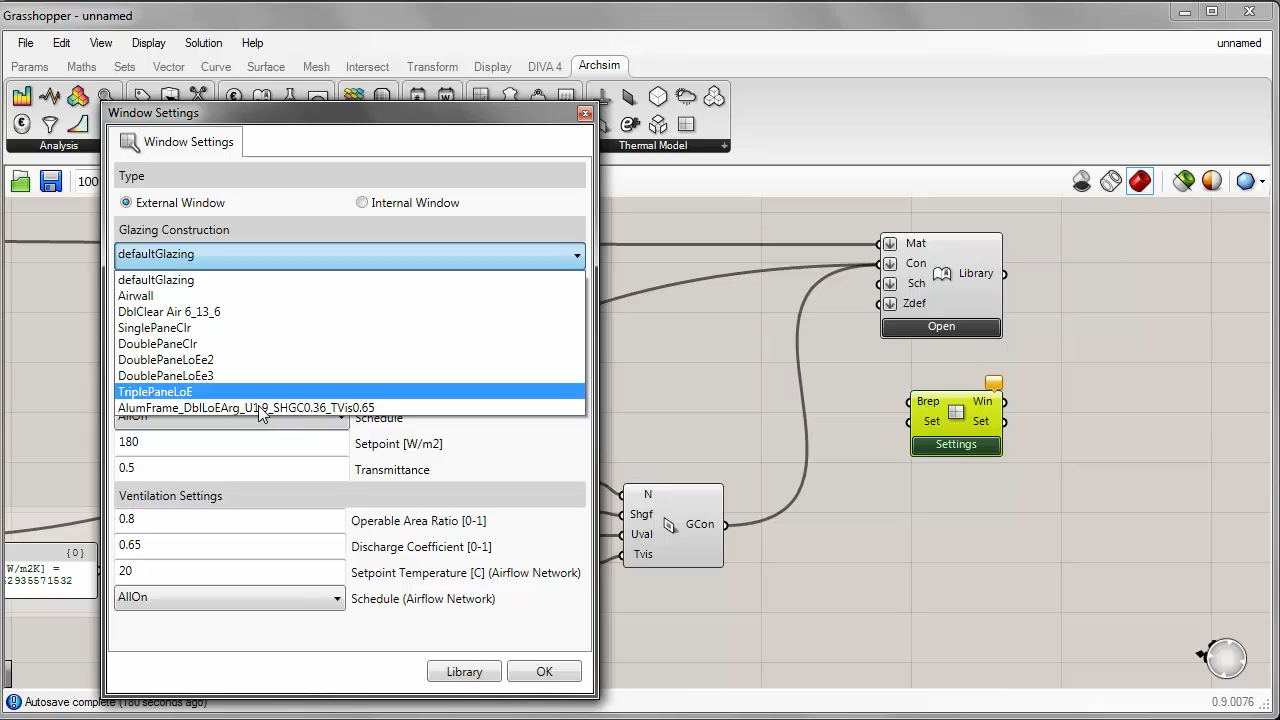 Grasshopper - unnamed
File Edit View Display Solution Help
unnamed
Params Maths Sets Vector Curve Surface Mesh Intersect Transform Display DIVA 4 Archsim
Analysis
Thermal Model
100
Window Settings
Window Settings
Type
External Window
Internal Window
Glazing Construction
defaultGlazing
defaultGlazing
Airwall
DblClear Air 6_13_6
SinglePaneClr
DoublePaneClr
DoublePaneLoEe2
DoublePaneLoEe3
TriplePaneLoE
AlumFrame_DblLoEArg_U1.9_SHGC0.36_TVis0.65
AllOn
Schedule
180
Setpoint [W/m2]
0.5
Transmittance
Ventilation Settings
0.8
Operable Area Ratio [0-1]
0.65
Discharge Coefficient [0-1]
20
Setpoint Temperature [C] (Airflow Network)
AllOn
Schedule (Airflow Network)
Library
OK
Mat
Con
Sch
Zdef
Library
Open
Brep
Set
Win
Set
Settings
N
Shgf
Uval
Tvis
GCon
{0}
W/m2K] =
2935571532
Autosave complete (180 seconds ago)
0.9.0076